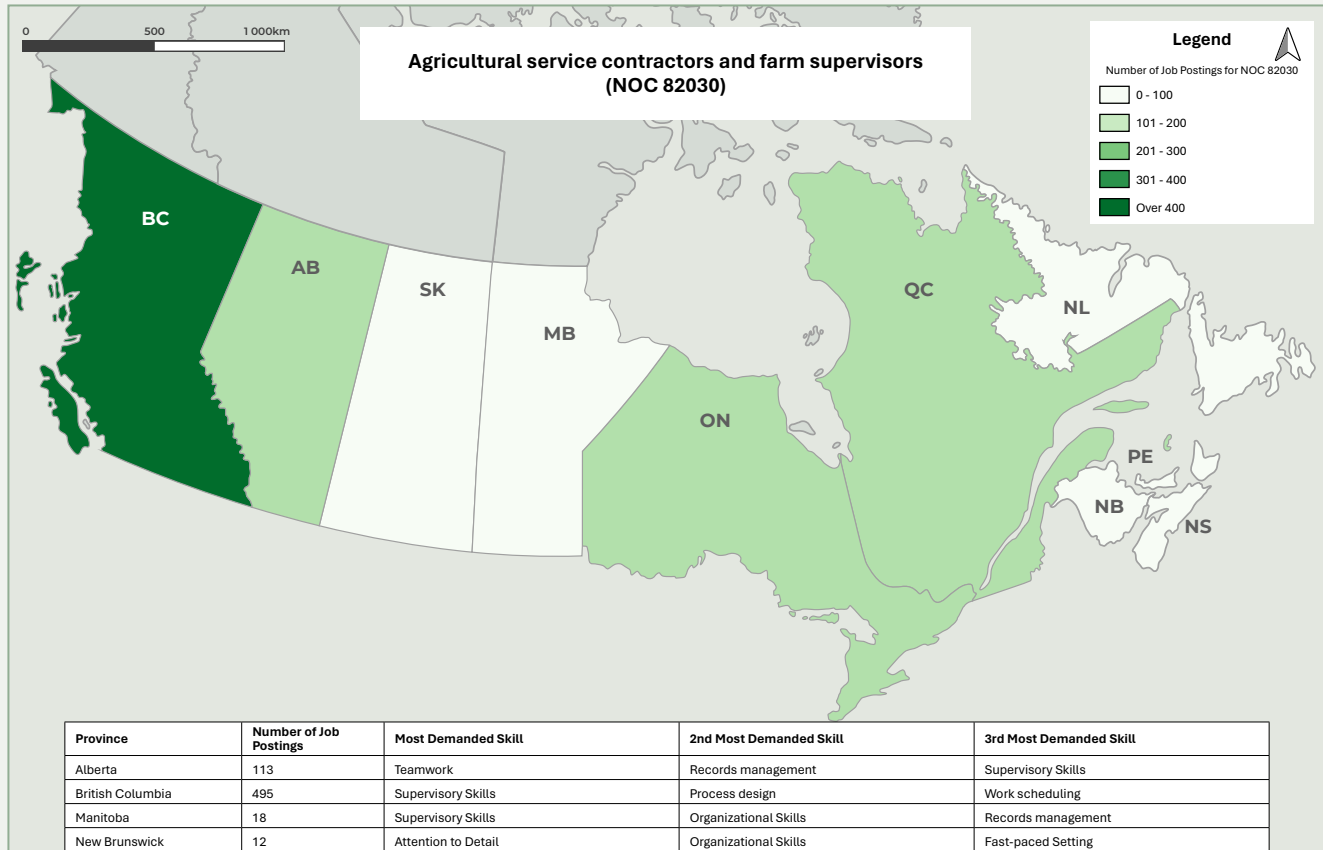 0 500 1 000km
Agricultural service contractors and farm supervisors
(NOC 82030)
Legend
Number of Job Postings for NOC 82030
0 - 100
101 - 200
201 - 300
301 - 400
Over 400
BC
AB
SK
MB
ON
QC
NL
PE
NB
NS
Province Number of Job Postings Most Demanded Skill 2nd Most Demanded Skill 3rd Most Demanded Skill
Alberta 113 Teamwork Records management Supervisory Skills
British Columbia 495 Supervisory Skills Process design Work scheduling
Manitoba 18 Supervisory Skills Organizational Skills Records management
New Brunswick 12 Attention to Detail Organizational Skills Fast-paced Setting